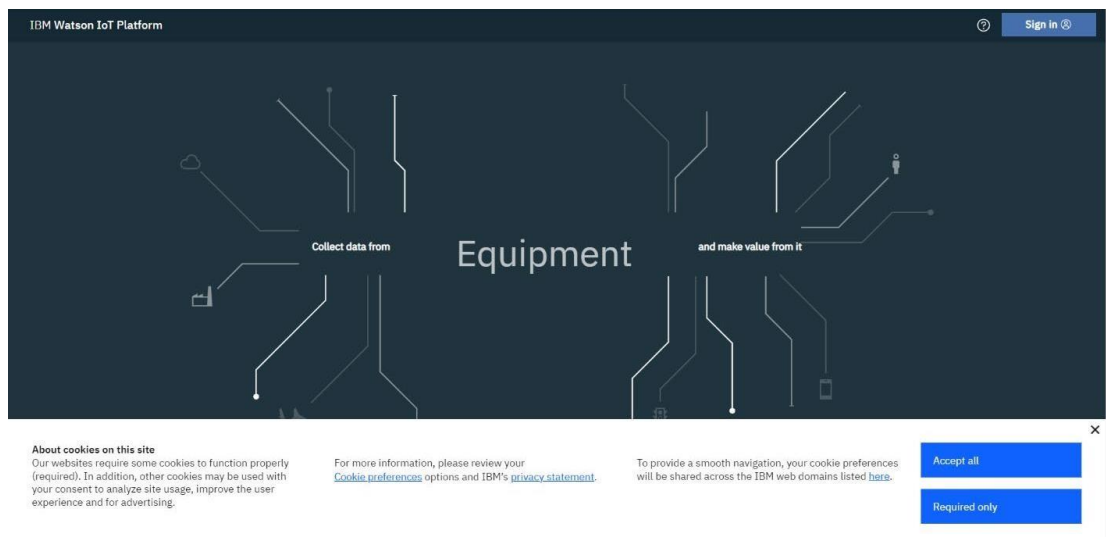 IBM Watson IoT Platform
Sign in
Collect data from
Equipment
and make value from it
About cookies on this site
Our websites require some cookies to function properly
(required). In addition, other cookies may be used with
your consent to analyze site usage, improve the user
experience and for advertising.
For more information, please review your
Cookie preferences options and IBM's privacy statement.
To provide a smooth navigation, your cookie preferences
will be shared across the IBM web domains listed here.
Accept all
Required only